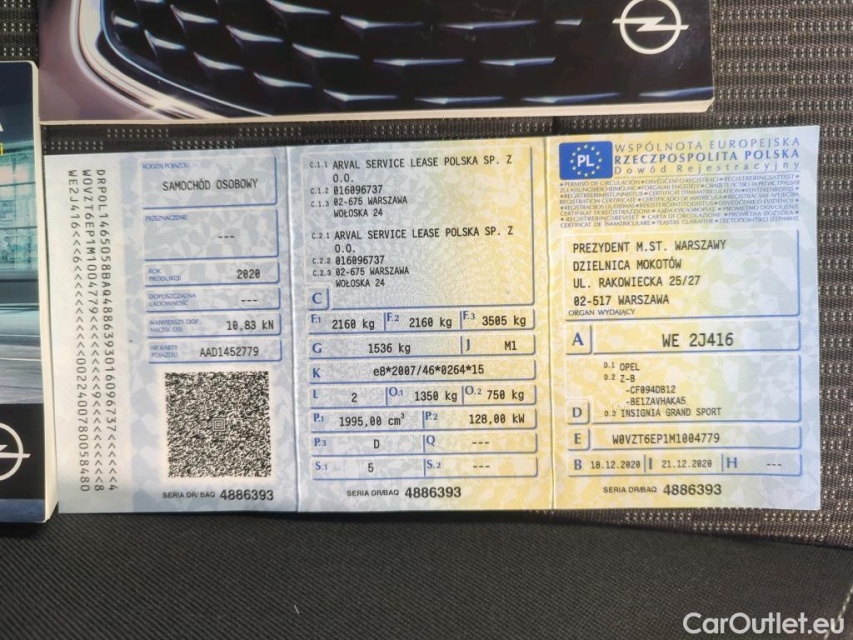 WSPÓLNOTA EUROPEJSKA
RZECZPOSPOLITA POLSKA
Dowód Rejestracyjny
PL
PREZYDENT M.ST. WARSZAWY
DZIELNICA MOKOTÓW
UL. RAKOWIECKA 25/27
02-517 WARSZAWA
ORGAN WYDAJĄCY
A WE 2J416
D.1 OPEL
D.2 Z-B
-CF094DB12
-BE1ZAVHAKA5
D D.3 INSIGNIA GRAND SPORT
E W0VZT6EP1M1004779
B 18.12.2020 I 21.12.2020 H ---
SERIA DR/BAQ 4886393
C.1.1 ARVAL SERVICE LEASE POLSKA SP. Z
O.O.
C.1.2 016096737
C.1.3 02-675 WARSZAWA
WOŁOSKA 24
C.2.1 ARVAL SERVICE LEASE POLSKA SP. Z
O.O.
C.2.2 016096737
C.2.3 02-675 WARSZAWA
WOŁOSKA 24
C
F.1 2160 kg F.2 2160 kg F.3 3505 kg
G 1536 kg J M1
K e8*2007/46*0264*15
L 2 O.1 1350 kg O.2 750 kg
P.1 1995,00 cm³ P.2 128,00 kW
P.3 D Q ---
S.1 5 S.2 ---
SERIA DR/BAQ 4886393
RODZAJ POJAZDU
SAMOCHÓD OSOBOWY
PRZEZNACZENIE
---
ROK
PRODUKCJI 2020
DOPUSZCZALNA
ŁADOWNOŚĆ ---
NAJWIĘKSZY DOP.
NACISK OSI 10,83 kN
NR KARTY
POJAZDU AAD1452779
SERIA DR/BAQ 4886393
CarOutlet.eu